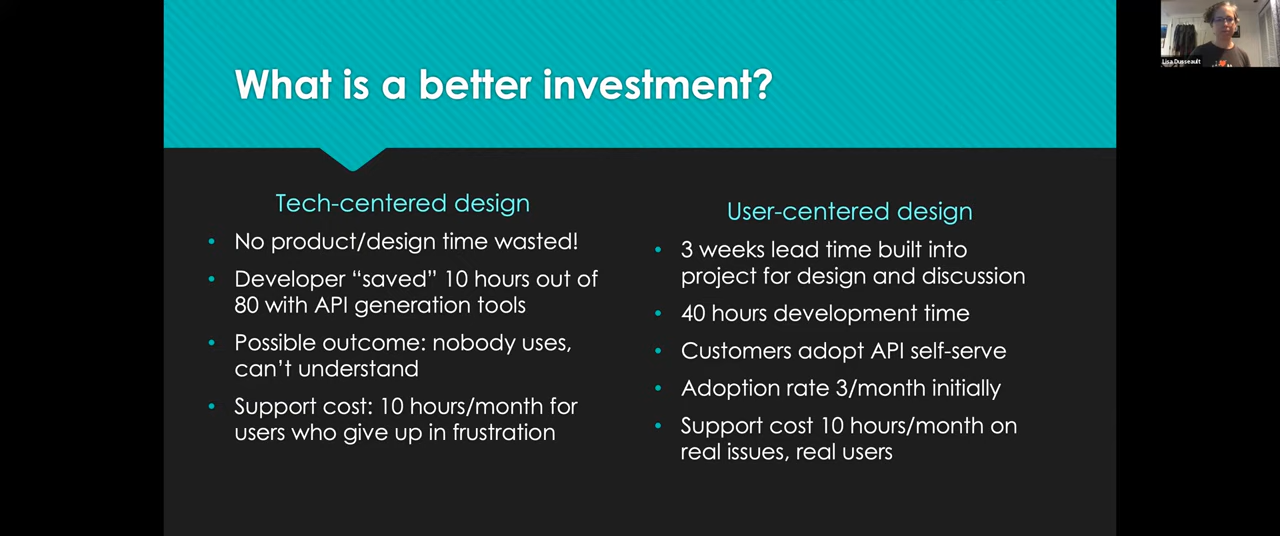 What is a better investment?
Lisa Dusseault
Tech-centered design
• No product/design time wasted!
• Developer “saved” 10 hours out of
80 with API generation tools
• Possible outcome: nobody uses,
can’t understand
• Support cost: 10 hours/month for
users who give up in frustration
User-centered design
• 3 weeks lead time built into
project for design and discussion
• 40 hours development time
• Customers adopt API self-serve
• Adoption rate 3/month initially
• Support cost 10 hours/month on
real issues, real users